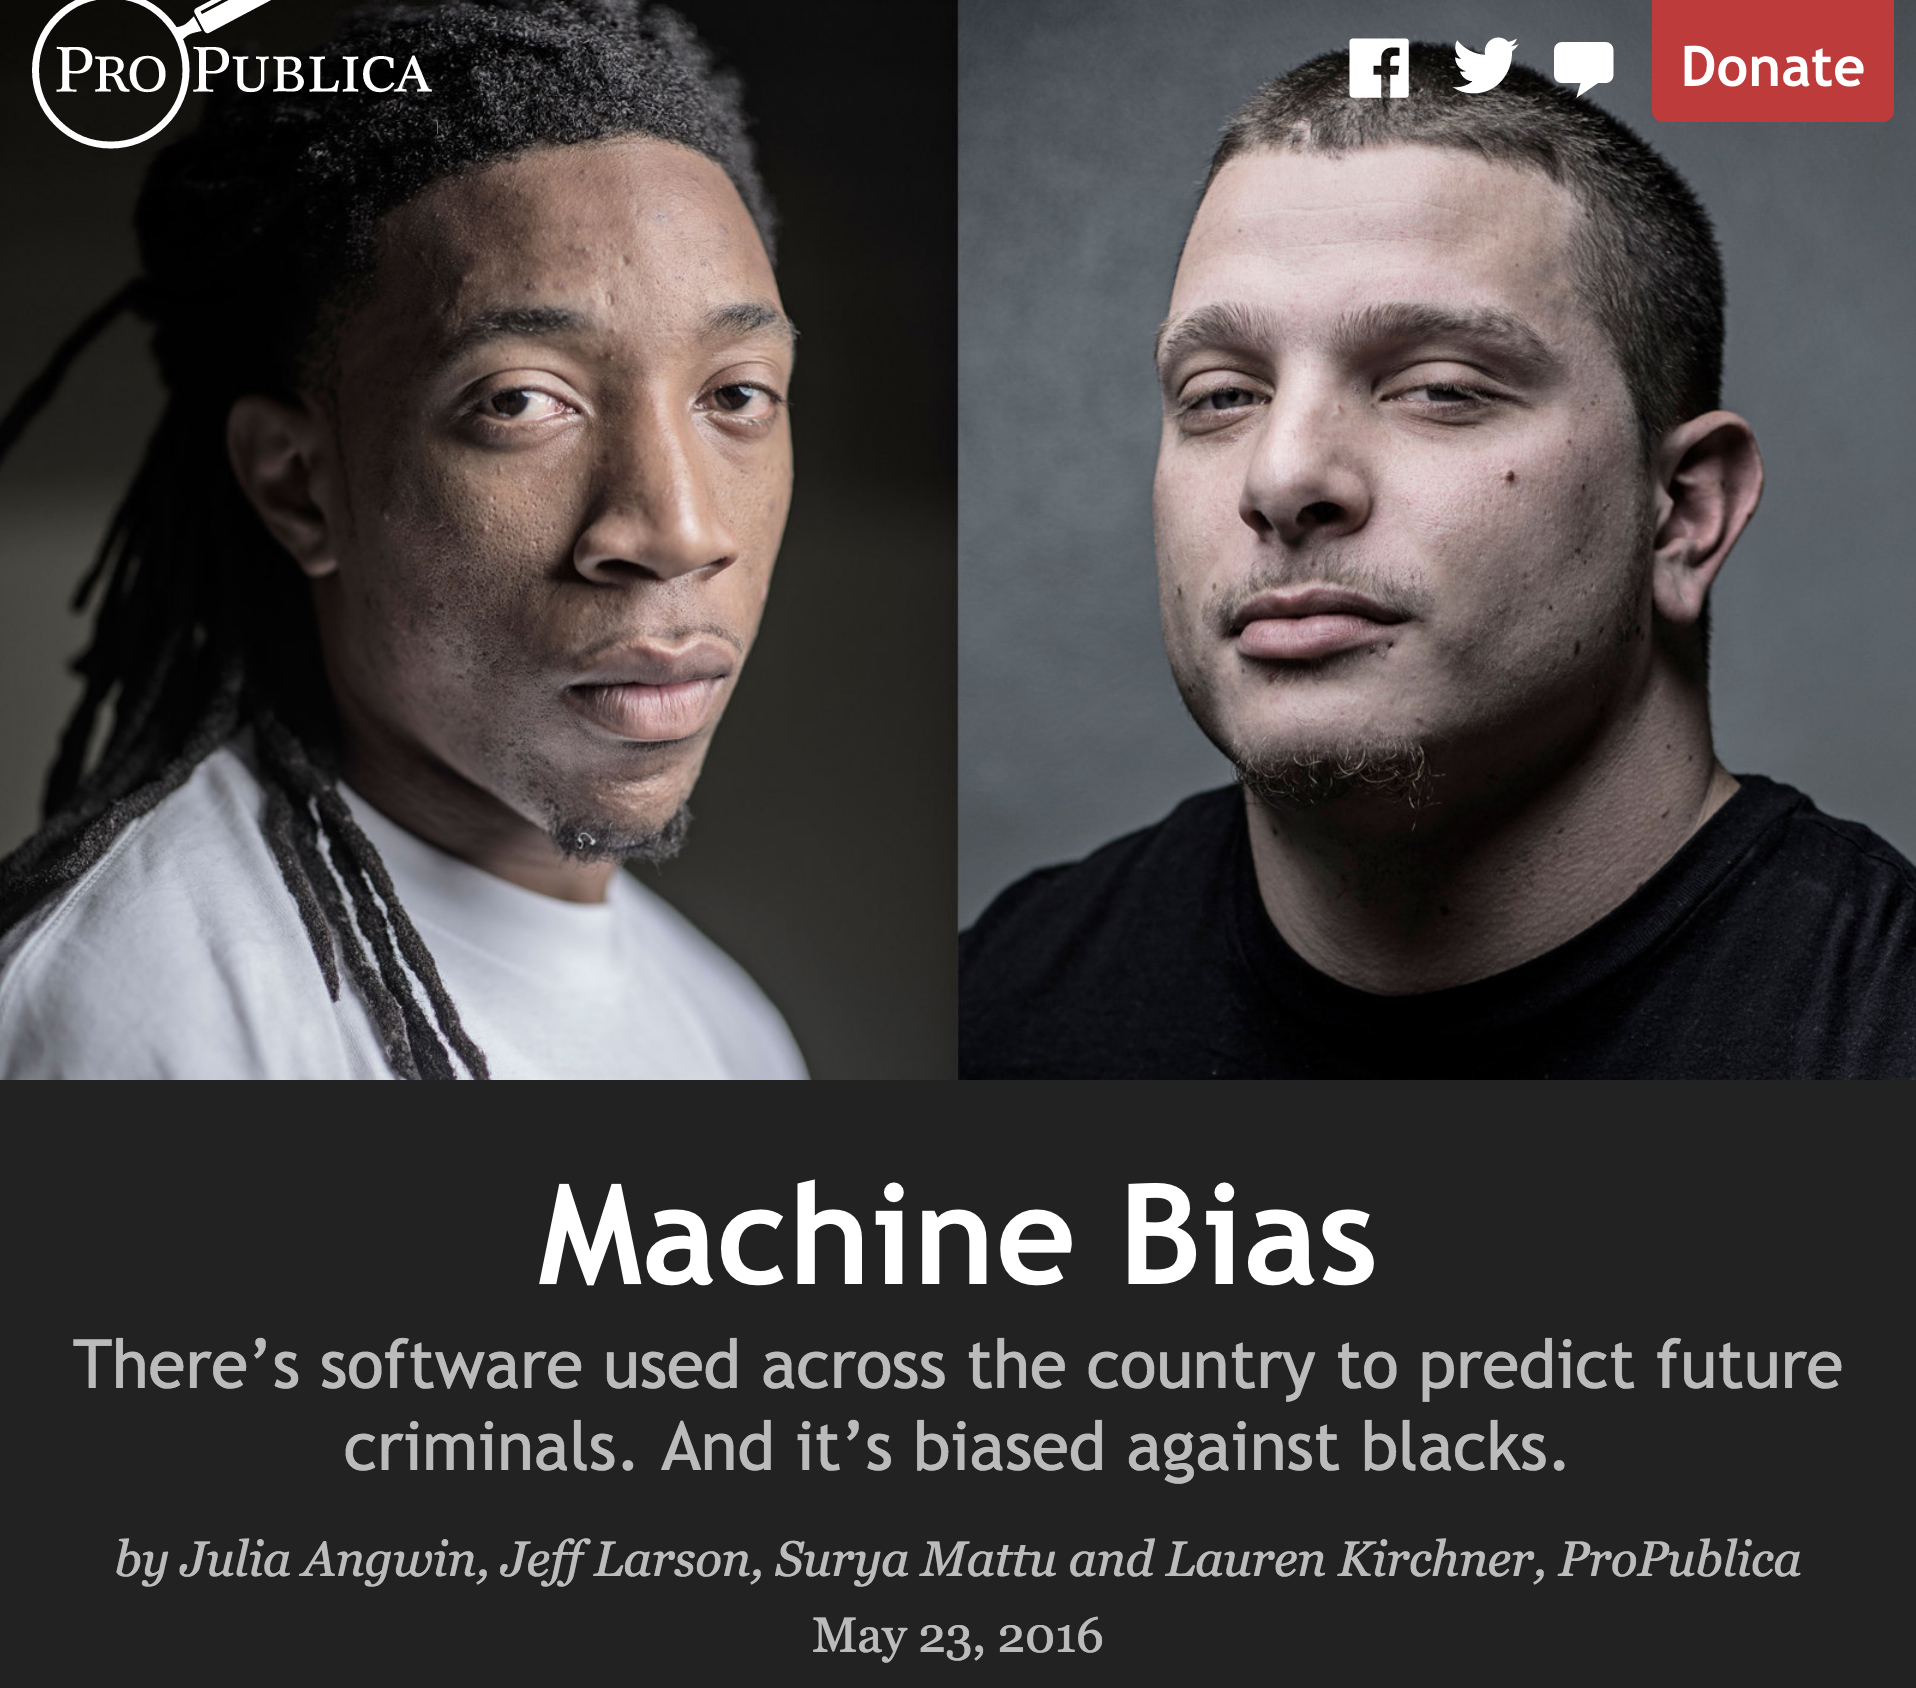 PROPUBLICA
Donate
Machine Bias
There’s software used across the country to predict future
criminals. And it’s biased against blacks.
by Julia Angwin, Jeff Larson, Surya Mattu and Lauren Kirchner, ProPublica
May 23, 2016